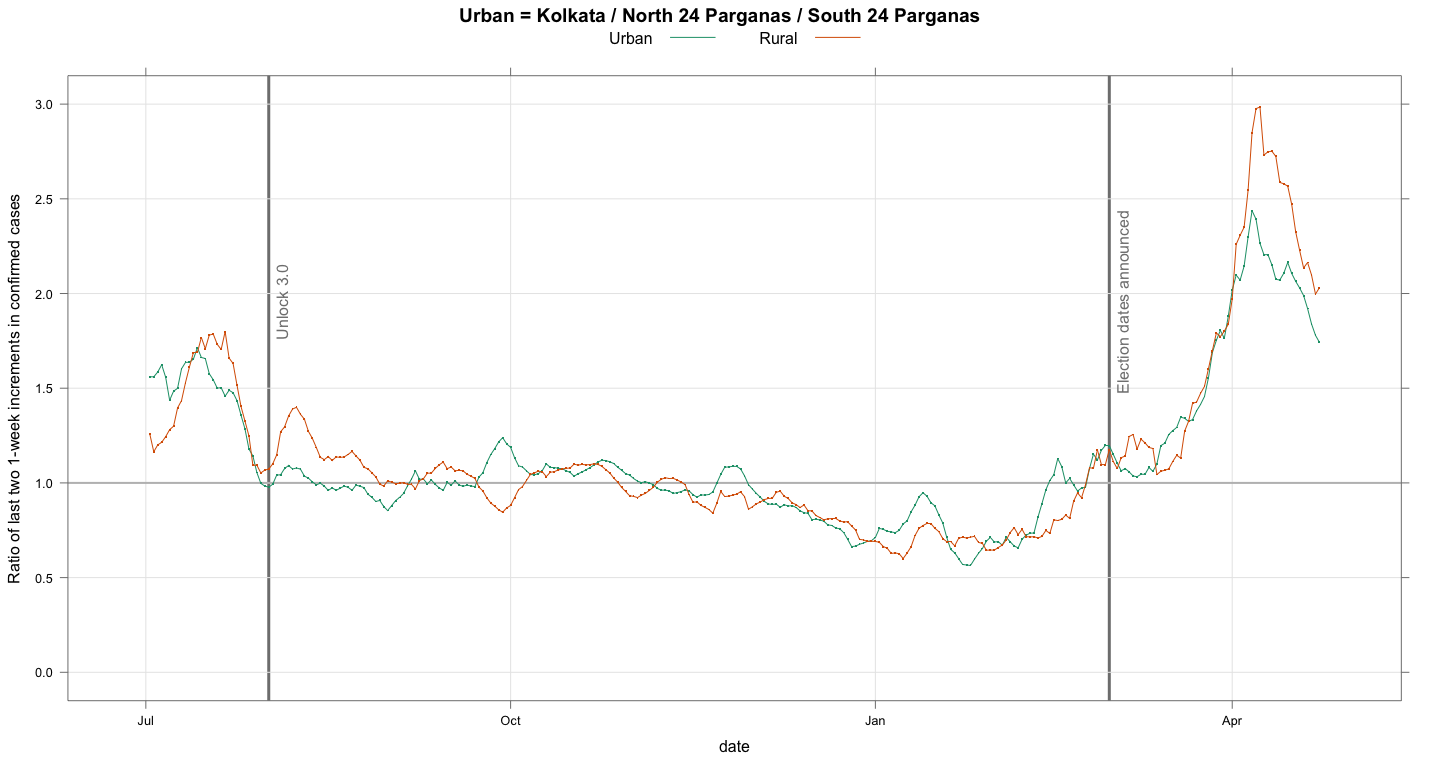 Urban = Kolkata / North 24 Parganas / South 24 Parganas
Urban Rural
Ratio of last two 1-week increments in confirmed cases
3.0
2.5
2.0
1.5
1.0
0.5
0.0
Unlock 3.0
Election dates announced
Jul Oct Jan Apr
date